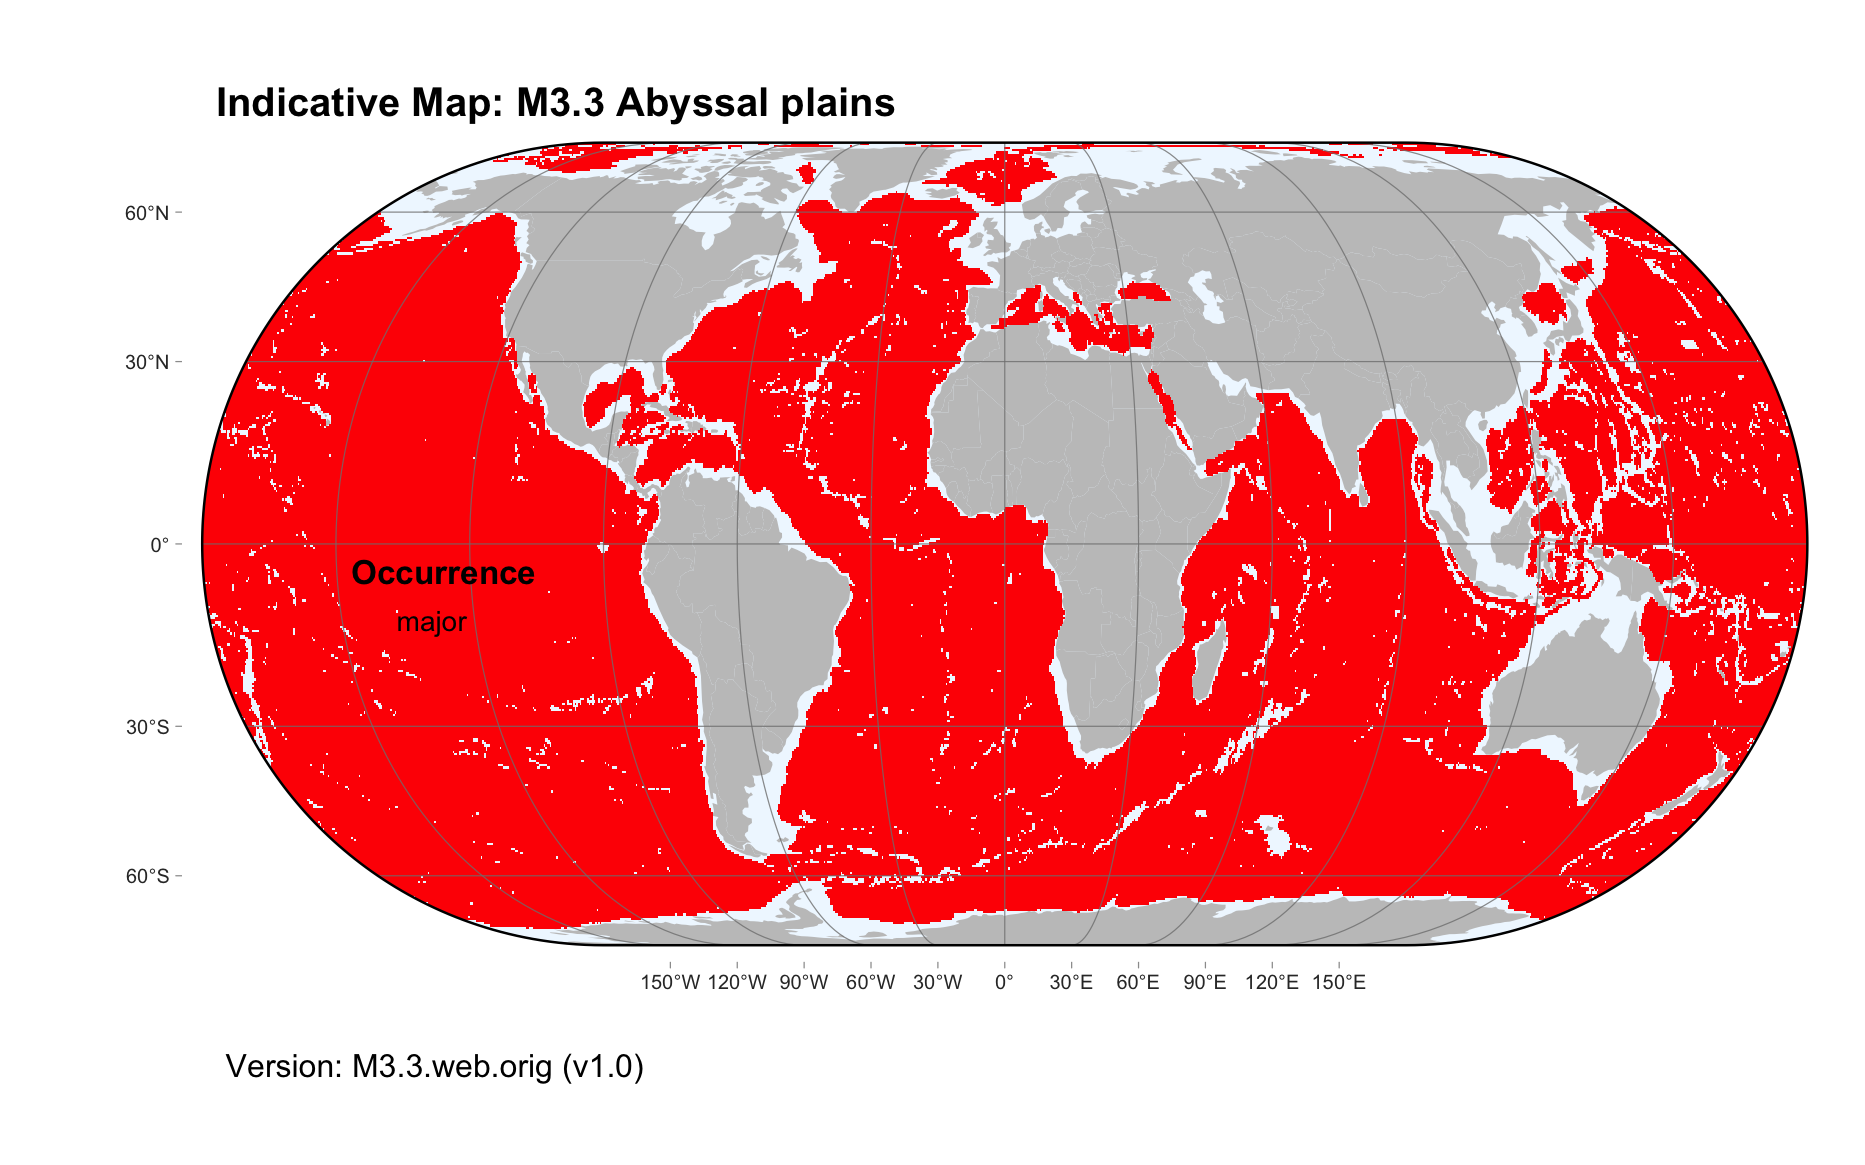 Indicative Map: M3.3 Abyssal plains
60°N
30°N
0°
Occurrence
major
30°S
60°S
150°W 120°W 90°W 60°W 30°W 0° 30°E 60°E 90°E 120°E 150°E
Version: M3.3.web.orig (v1.0)